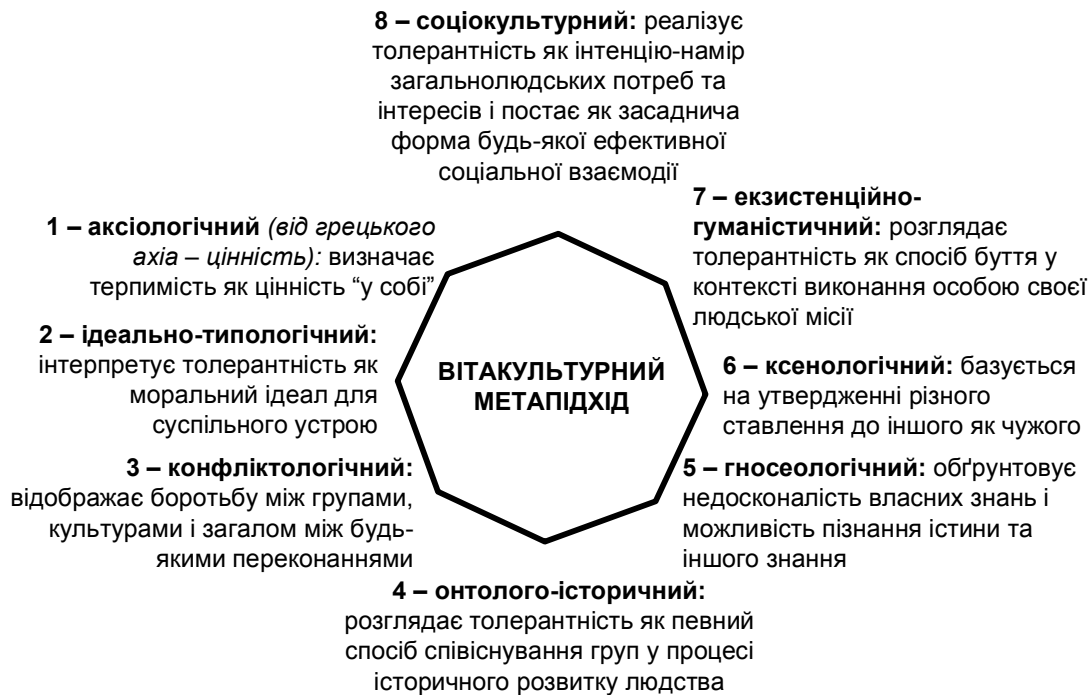 8 – соціокультурний: реалізує
толерантність як інтенцію-намір
загальнолюдських потреб та
інтересів і постає як засаднича
форма будь-якої ефективної
соціальної взаємодії
1 – аксіологічний (від грецького
ахіа – цінність): визначає
терпимість як цінність “у собі”
2 – ідеально-типологічний:
інтерпретує толерантність як
моральний ідеал для
суспільного устрою
3 – конфліктологічний:
відображає боротьбу між групами,
культурами і загалом між будь-
якими переконаннями
ВІТАКУЛЬТУРНИЙ
МЕТАПІДХІД
7 – екзистенційно-
гуманістичний: розглядає
толерантність як спосіб буття у
контексті виконання особою своєї
людської місії
6 – ксенологічний: базується
на утвердженні різного
ставлення до іншого як чужого
5 – гносеологічний: обґрунтовує
недосконалість власних знань і
можливість пізнання істини та
іншого знання
4 – онтолого-історичний:
розглядає толерантність як певний
спосіб співіснування груп у процесі
історичного розвитку людства